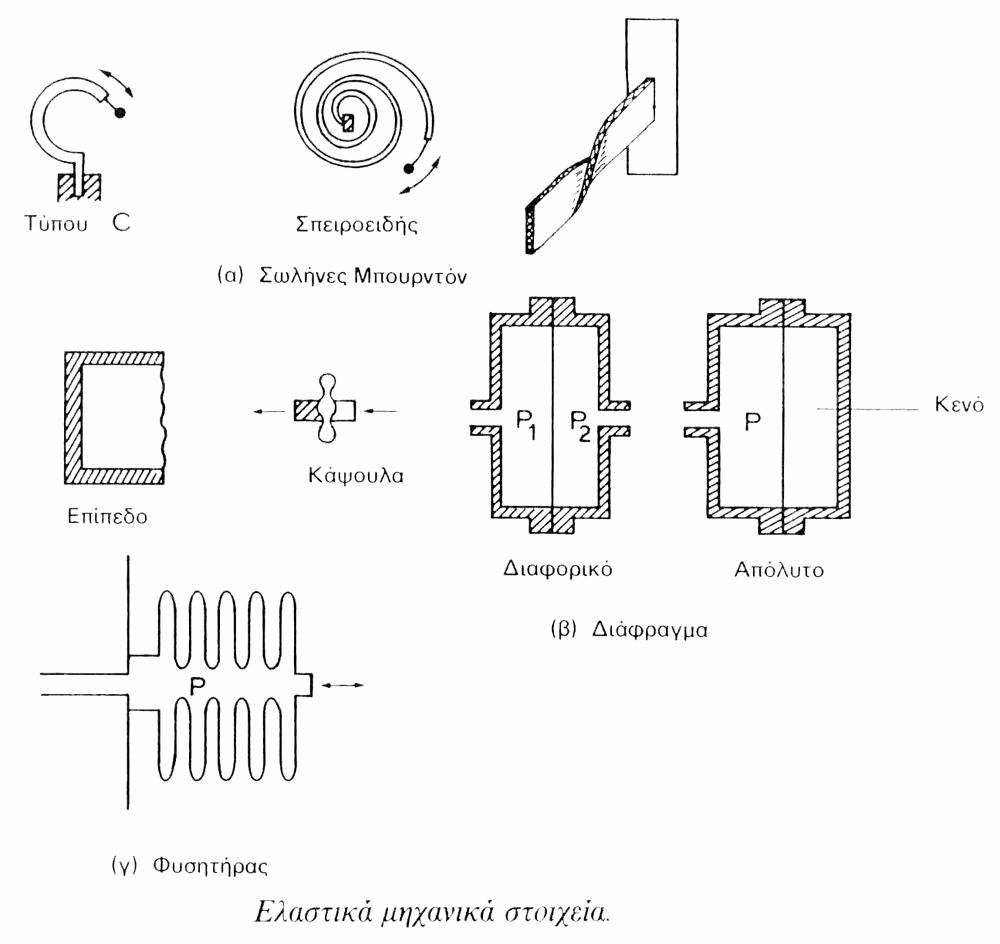 Τύπου C
Σπειροειδής
(α) Σωλήνες Μπουρντόν
P₁
P₂
P
Κενό
Κάψουλα
Επίπεδο
Διαφορικό
Απόλυτο
(β) Διάφραγμα
P
(γ) Φυσητήρας
Ελαστικά μηχανικά στοιχεία.